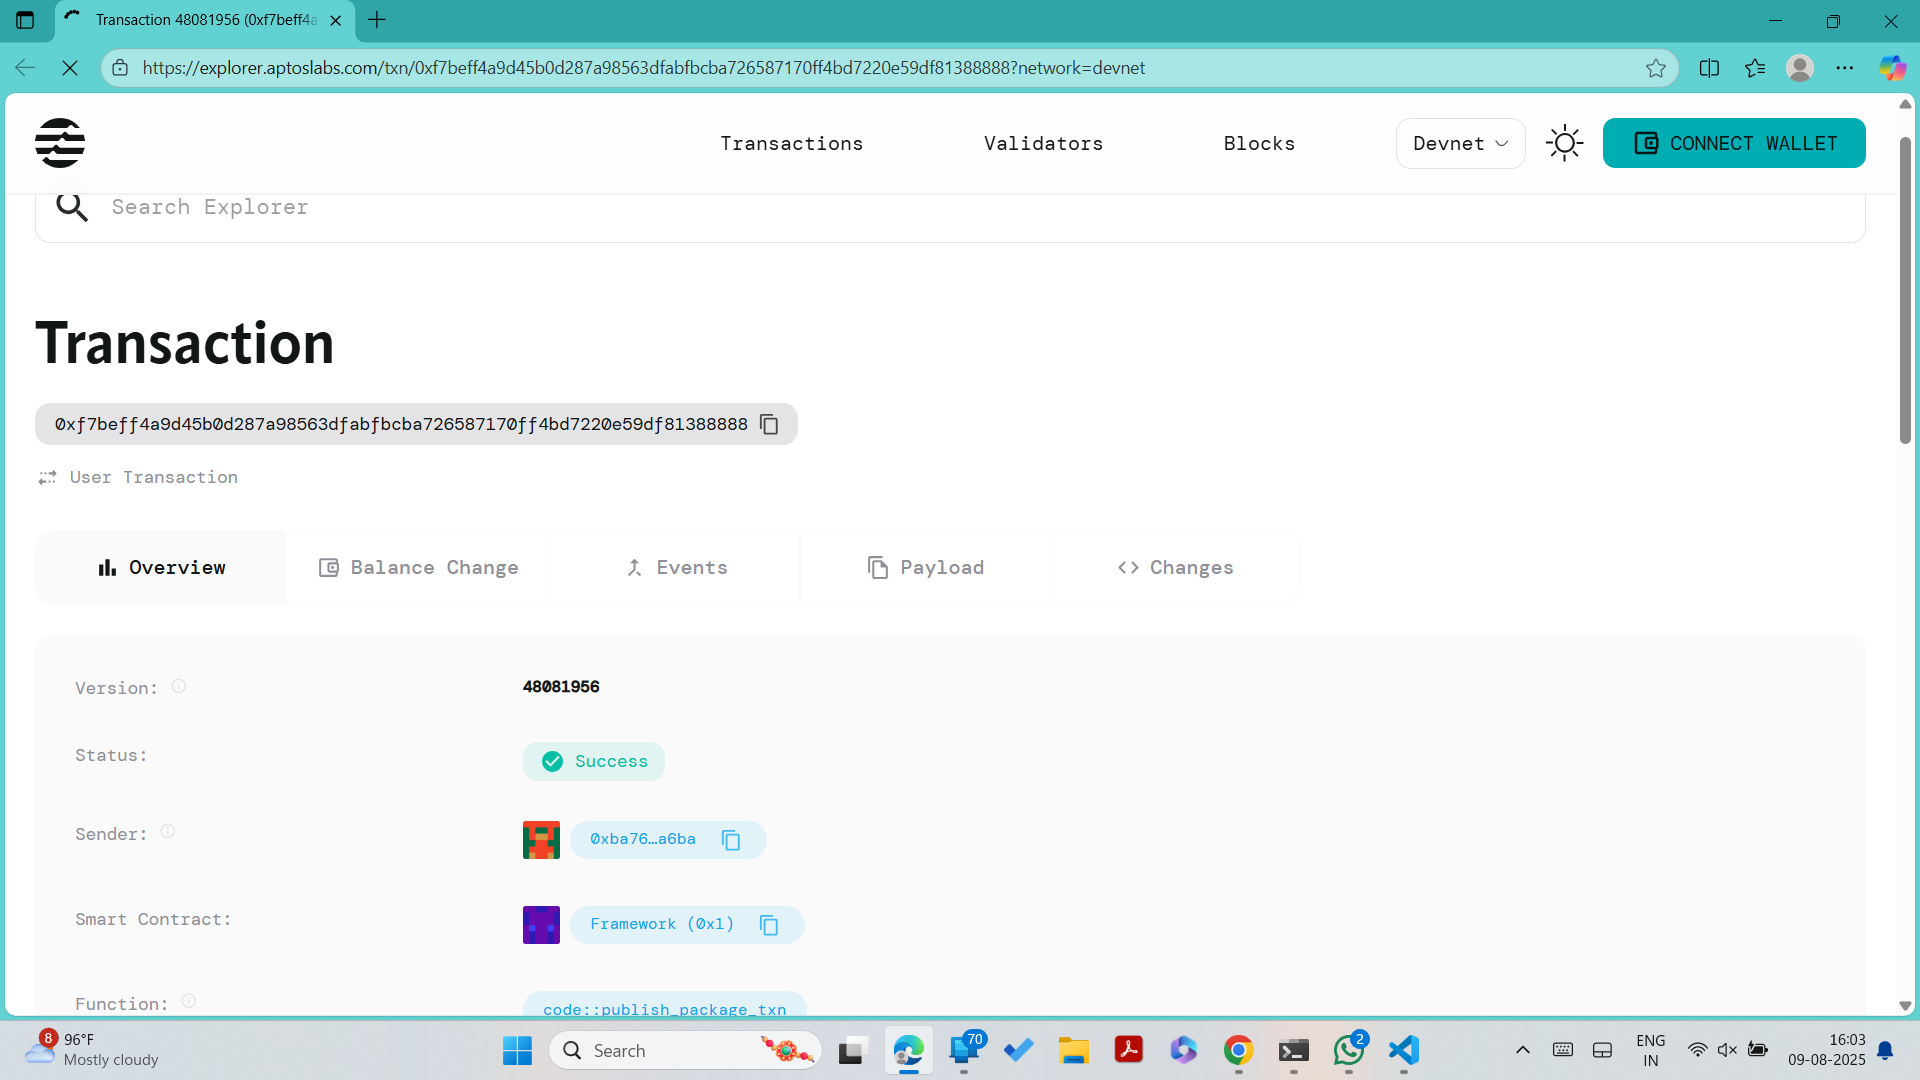 Transaction 48081956 (0xf7beff4a
https://explorer.aptoslabs.com/txn/0xf7beff4a9d45b0d287a98563dfabfbcba726587170ff4bd7220e59df81388888?network=devnet
Transactions
Validators
Blocks
Devnet
CONNECT WALLET
Search Explorer
Transaction
0xf7beff4a9d45b0d287a98563dfabfbcba726587170ff4bd7220e59df81388888
User Transaction
Overview
Balance Change
Events
Payload
Changes
Version:
48081956
Status:
Success
Sender:
0xba76…a6ba
Smart Contract:
Framework (0x1)
Function:
code::publish_package_txn
8
96°F
Mostly cloudy
Search
70
2
ENG
IN
16:03
09-08-2025